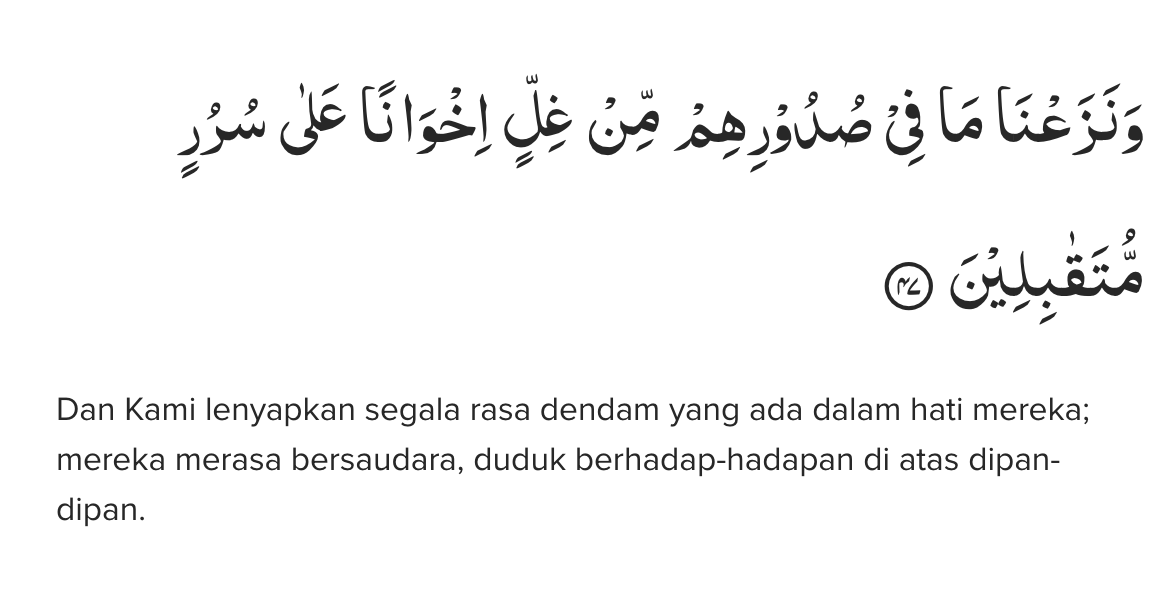 وَنَزَعْنَا مَا فِيْ صُدُوْرِهِمْ مِّنْ غِلٍّ اِخْوَانًا عَلٰى سُرُرٍ
مُّتَقٰبِلِيْنَ ۴۷
Dan Kami lenyapkan segala rasa dendam yang ada dalam hati mereka;
mereka merasa bersaudara, duduk berhadap-hadapan di atas dipan-
dipan.